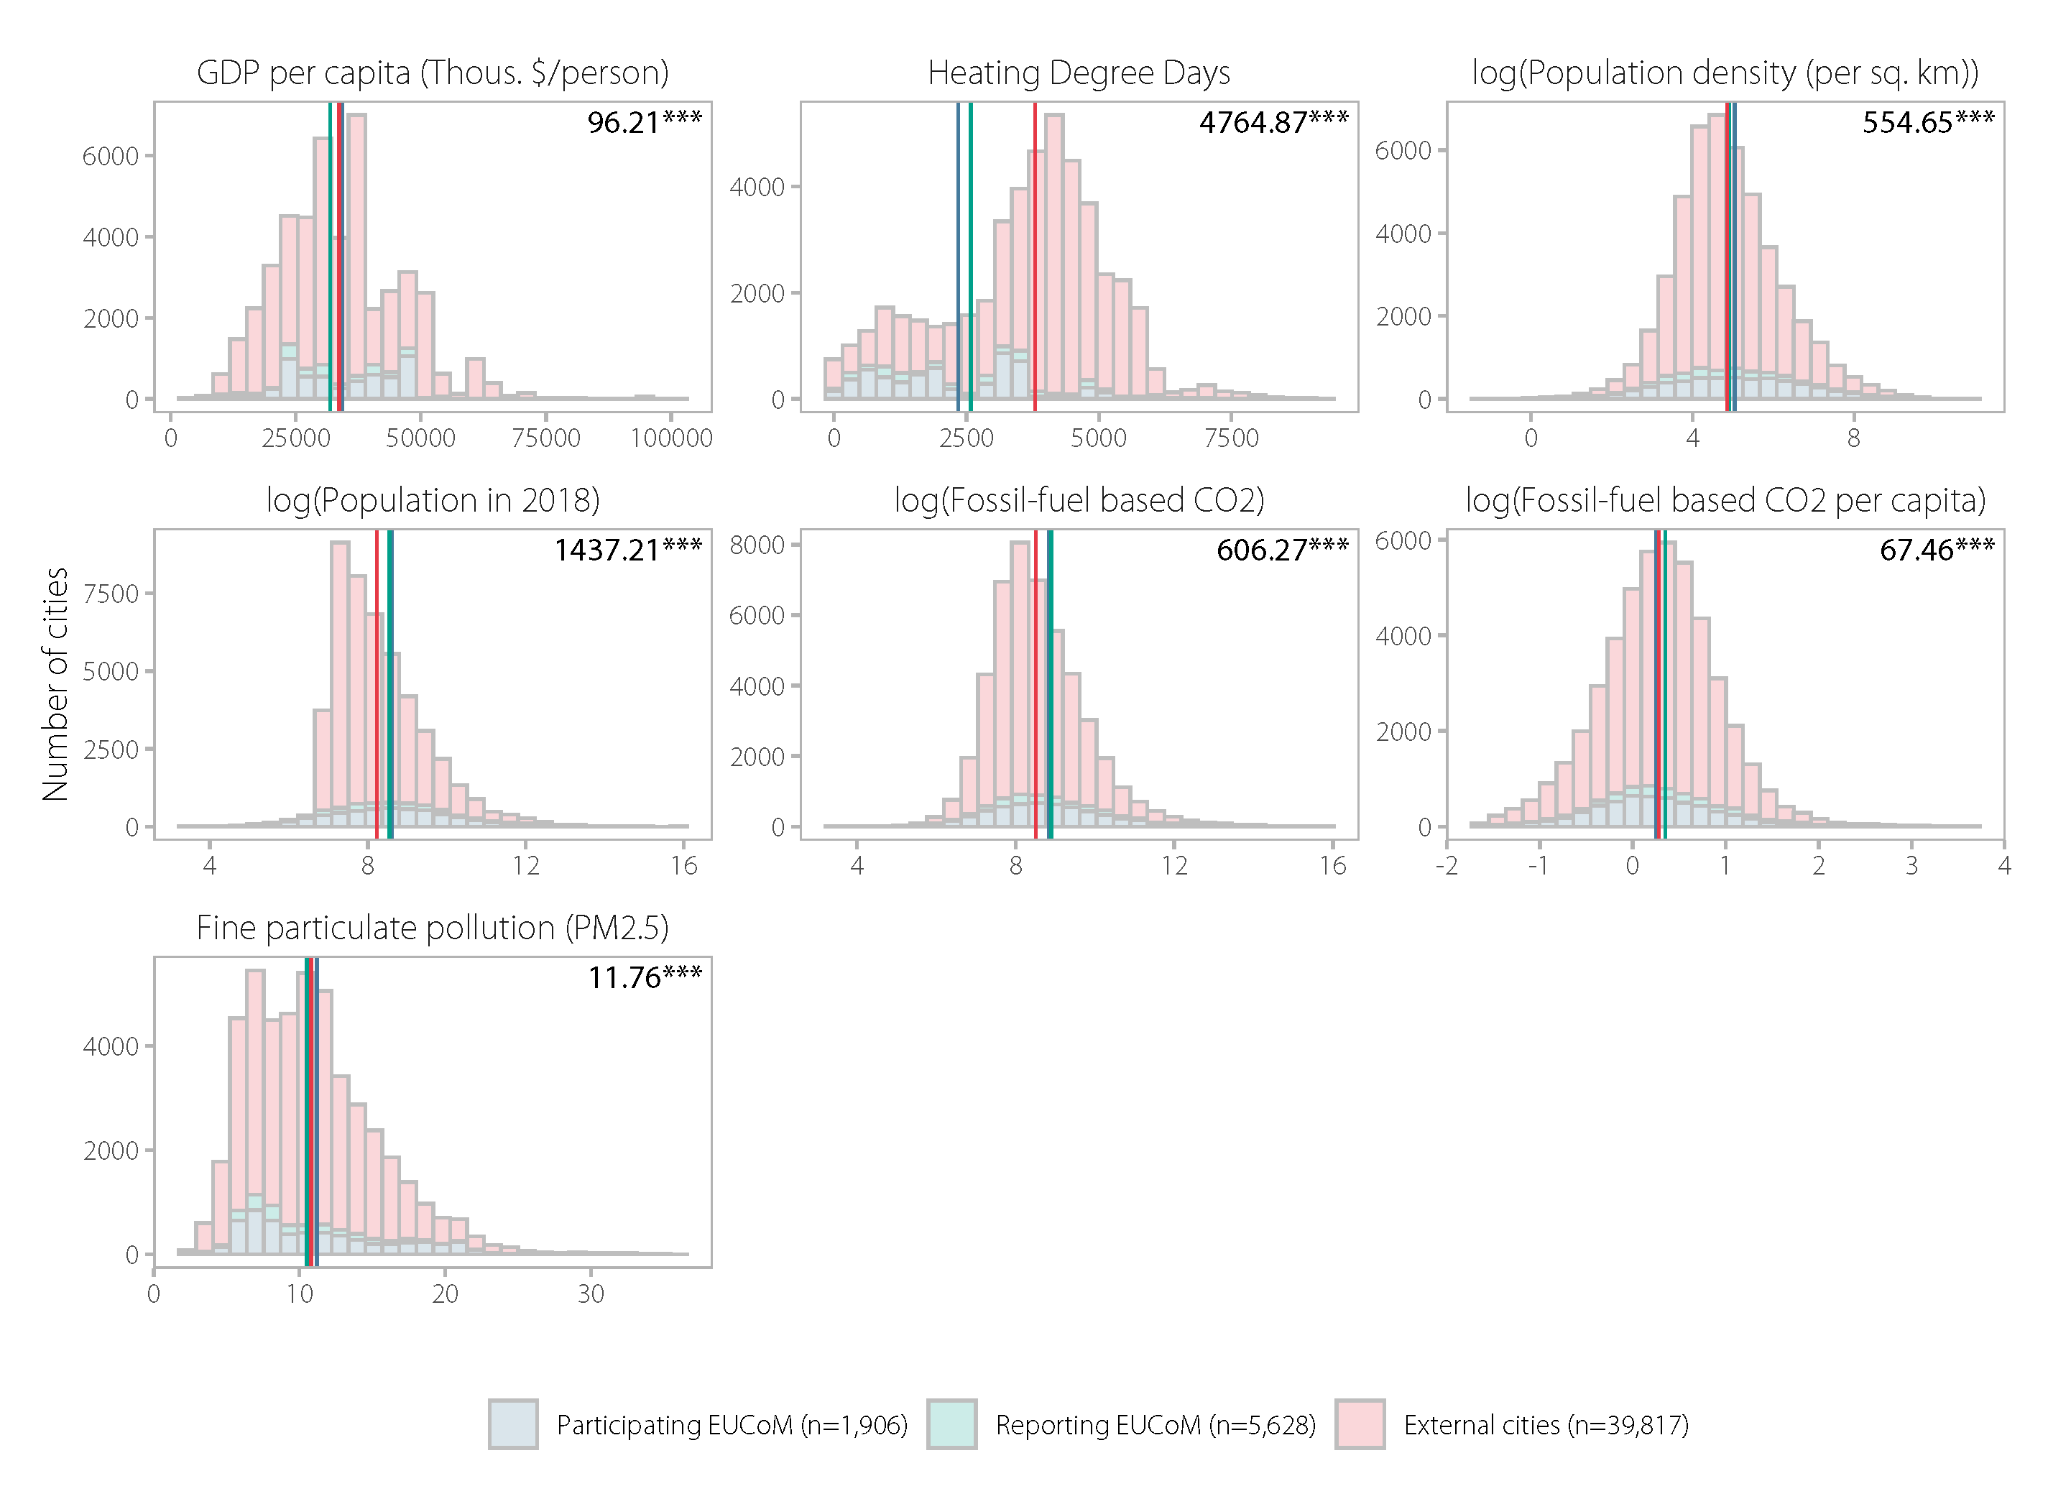 GDP per capita (Thous. $/person)
Heating Degree Days
log(Population density (per sq. km))
96.21***
4764.87***
554.65***
6000
4000
2000
0
4000
2000
0
6000
4000
2000
0
0 25000 50000 75000 100000
0 2500 5000 7500
0 4 8
log(Population in 2018)
log(Fossil-fuel based CO2)
log(Fossil-fuel based CO2 per capita)
1437.21***
606.27***
67.46***
Number of cities
7500
5000
2500
0
8000
6000
4000
2000
0
6000
4000
2000
0
4 8 12 16
4 8 12 16
-2 -1 0 1 2 3 4
Fine particulate pollution (PM2.5)
11.76***
4000
2000
0
0 10 20 30
Participating EUCoM (n=1,906)
Reporting EUCoM (n=5,628)
External cities (n=39,817)